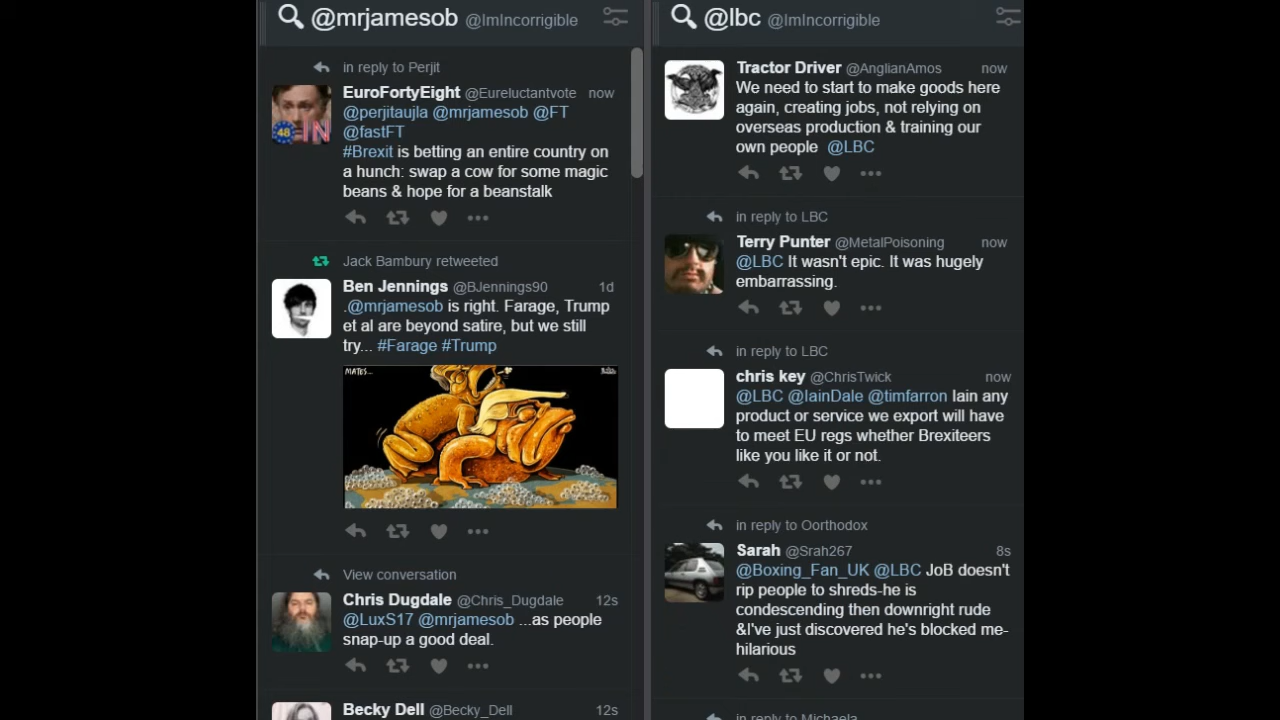 @mrjamesob @ImIncorrigible
in reply to Perjit
EuroFortyEight @Eureluctantvote now
@perjitaujla @mrjamesob @FT
@fastFT
#Brexit is betting an entire country on
a hunch: swap a cow for some magic
beans & hope for a beanstalk
48 IN
Jack Bambury retweeted
Ben Jennings @BJennings90 1d
.@mrjamesob is right. Farage, Trump
et al are beyond satire, but we still
try... #Farage #Trump
MATES...
View conversation
Chris Dugdale @Chris_Dugdale 12s
@LuxS17 @mrjamesob ...as people
snap-up a good deal.
Becky Dell @Becky_Dell 12s
@lbc @ImIncorrigible
Tractor Driver @AnglianAmos now
We need to start to make goods here
again, creating jobs, not relying on
overseas production & training our
own people @LBC
in reply to LBC
Terry Punter @MetalPoisoning now
@LBC It wasn't epic. It was hugely
embarrassing.
in reply to LBC
chris key @ChrisTwick now
@LBC @IainDale @timfarron Iain any
product or service we export will have
to meet EU regs whether Brexiteers
like you like it or not.
in reply to Oorthodox
Sarah @Srah267 8s
@Boxing_Fan_UK @LBC JoB doesn't
rip people to shreds-he is
condescending then downright rude
&I've just discovered he's blocked me-
hilarious
in reply to Michaela